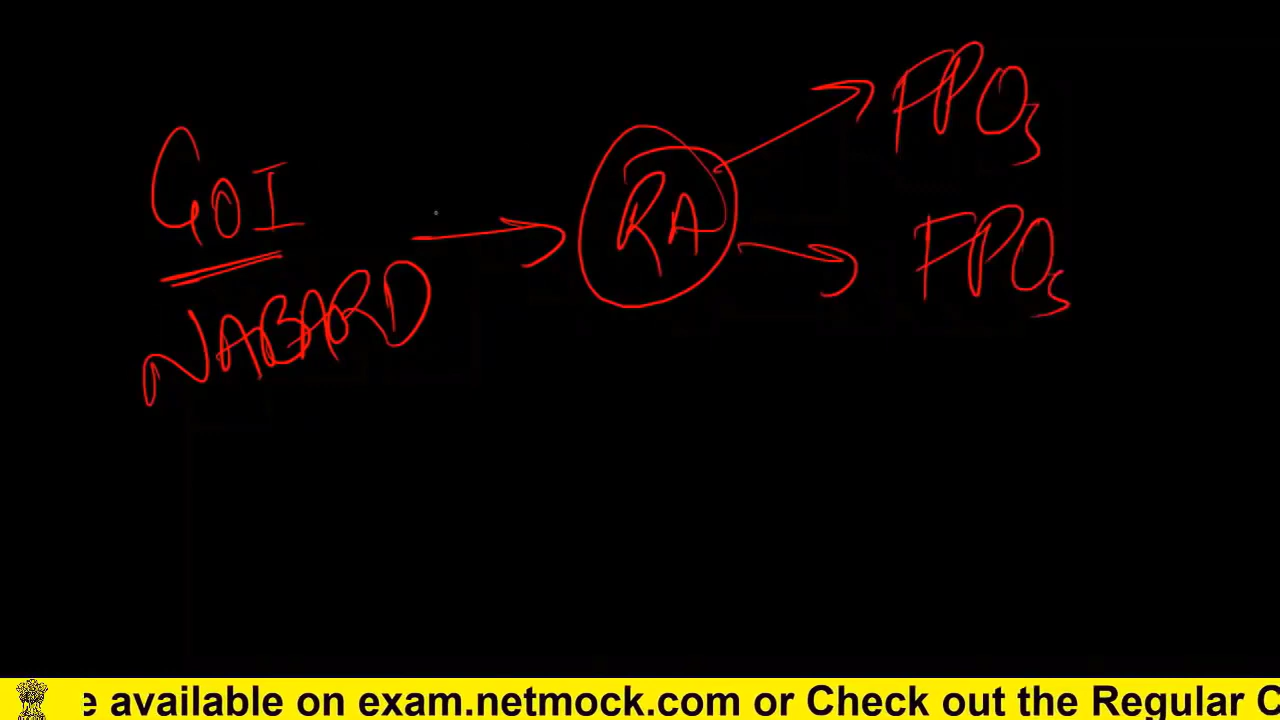 GOI
NABARD
RA
FPOs
FPOs
e available on exam.netmock.com or Check out the Regular C